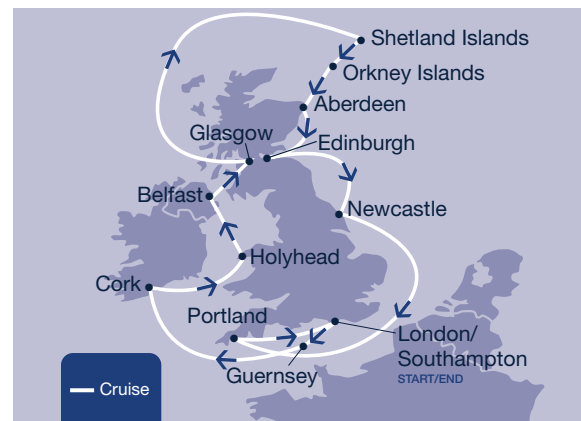 Shetland Islands
Orkney Islands
Aberdeen
Glasgow
Edinburgh
Belfast
Newcastle
Holyhead
Cork
Portland
London/
Southampton
START/END
Guernsey
Cruise